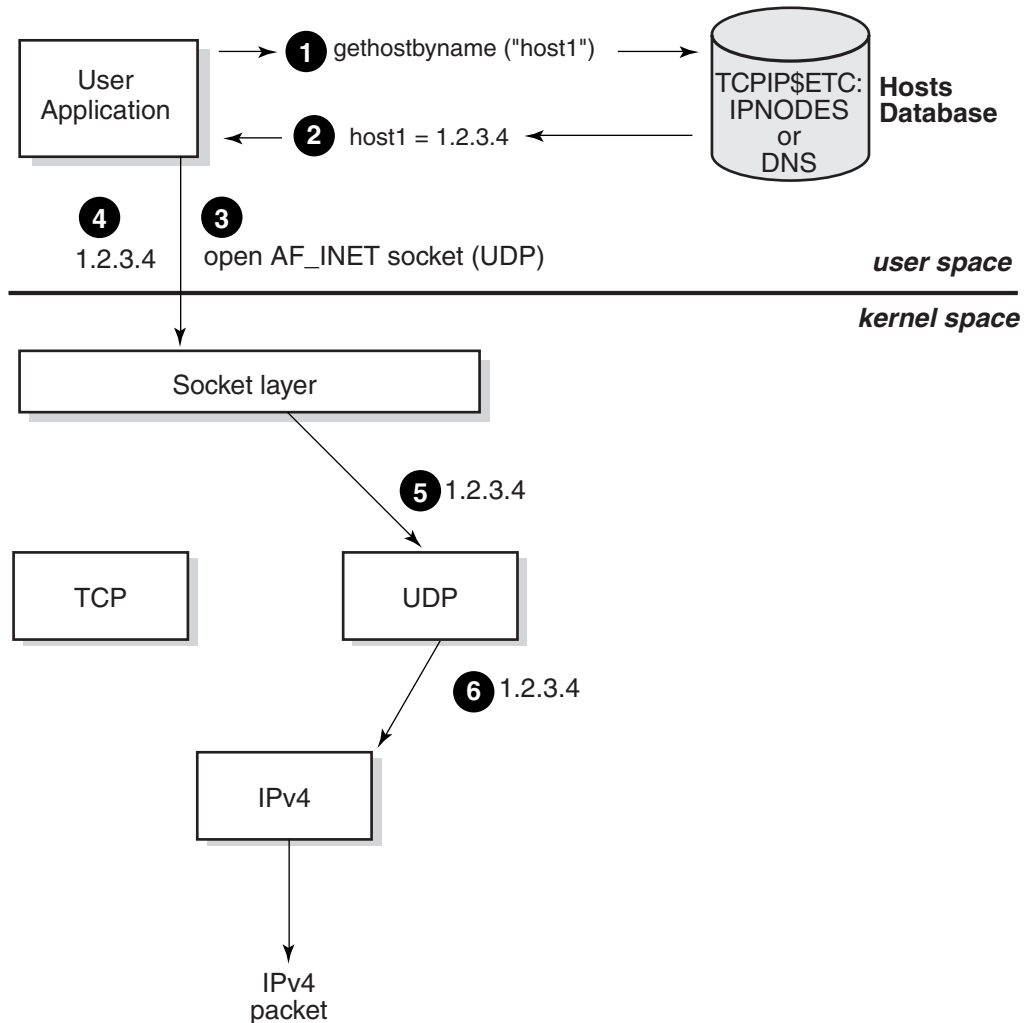 1 gethostbyname ("host1")
User
Application
TCPIP$ETC:
IPNODES
or
DNS
Hosts
Database
2 host1 = 1.2.3.4
4
1.2.3.4
3
open AF_INET socket (UDP)
user space
kernel space
Socket layer
5 1.2.3.4
TCP
UDP
6 1.2.3.4
IPv4
IPv4
packet